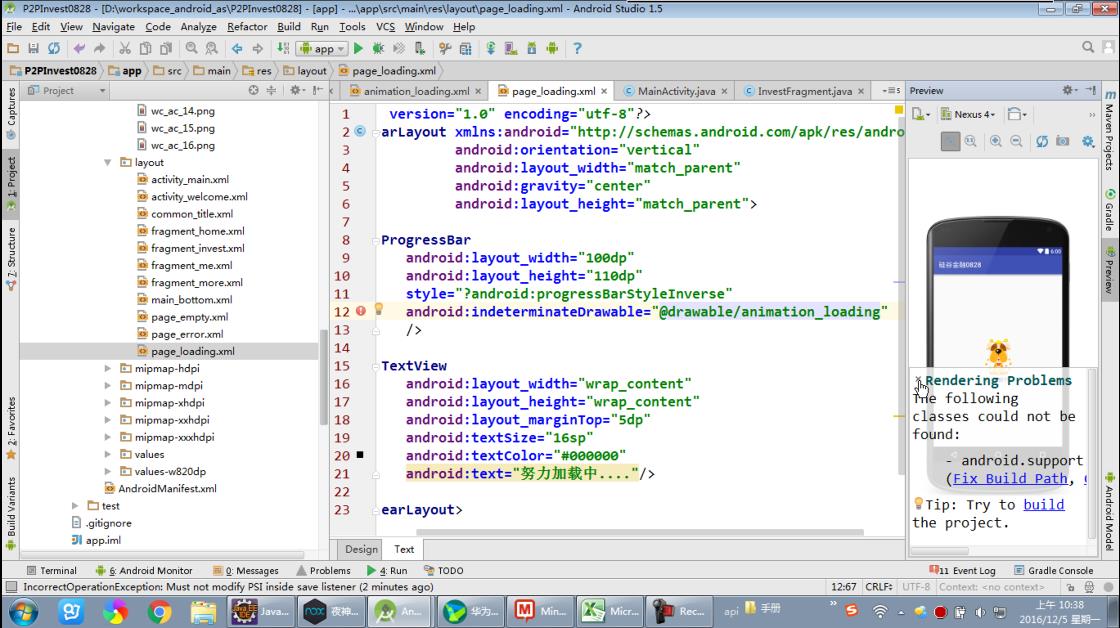 P2PInvest0828 - [D:\workspace_android_as\P2PInvest0828] - [app] - ...\app\src\main\res\layout\page_loading.xml - Android Studio 1.5
File Edit View Navigate Code Analyze Refactor Build Run Tools VCS Window Help
app
P2PInvest0828 app src main res layout page_loading.xml
Project
animation_loading.xml page_loading.xml MainActivity.java InvestFragment.java
Preview
Captures
1: Project
7: Structure
2: Favorites
Build Variants
wc_ac_14.png
wc_ac_15.png
wc_ac_16.png
layout
activity_main.xml
activity_welcome.xml
common_title.xml
fragment_home.xml
fragment_invest.xml
fragment_me.xml
fragment_more.xml
main_bottom.xml
page_empty.xml
page_error.xml
page_loading.xml
mipmap-hdpi
mipmap-mdpi
mipmap-xhdpi
mipmap-xxhdpi
mipmap-xxxhdpi
values
values-w820dp
AndroidManifest.xml
test
.gitignore
app.iml
1 version="1.0" encoding="utf-8"?>
2 arLayout xmlns:android="http://schemas.android.com/apk/res/andro
3 android:orientation="vertical"
4 android:layout_width="match_parent"
5 android:gravity="center"
6 android:layout_height="match_parent">
7
8 ProgressBar
9 android:layout_width="100dp"
10 android:layout_height="110dp"
11 style="?android:progressBarStyleInverse"
12 android:indeterminateDrawable="@drawable/animation_loading"
13 />
14
15 TextView
16 android:layout_width="wrap_content"
17 android:layout_height="wrap_content"
18 android:layout_marginTop="5dp"
19 android:textSize="16sp"
20 android:textColor="#000000"
21 android:text="努力加载中...."/>
22
23 earLayout>
Design Text
Nexus 4
6:00
硅谷金融0828
Rendering Problems
The following
classes could not be
found:
- android.support
(Fix Build Path,
Tip: Try to build
the project.
Maven Projects
Gradle
Preview
Android Model
Terminal 6: Android Monitor 0: Messages Problems 4: Run TODO
11 Event Log Gradle Console
IncorrectOperationException: Must not modify PSI inside save listener (2 minutes ago)
12:67 CRLF UTF-8 Context: <no context>
Java... 夜神... An... 华为... Min... Micr... Rec... api 手册
上午 10:38
2016/12/5 星期一